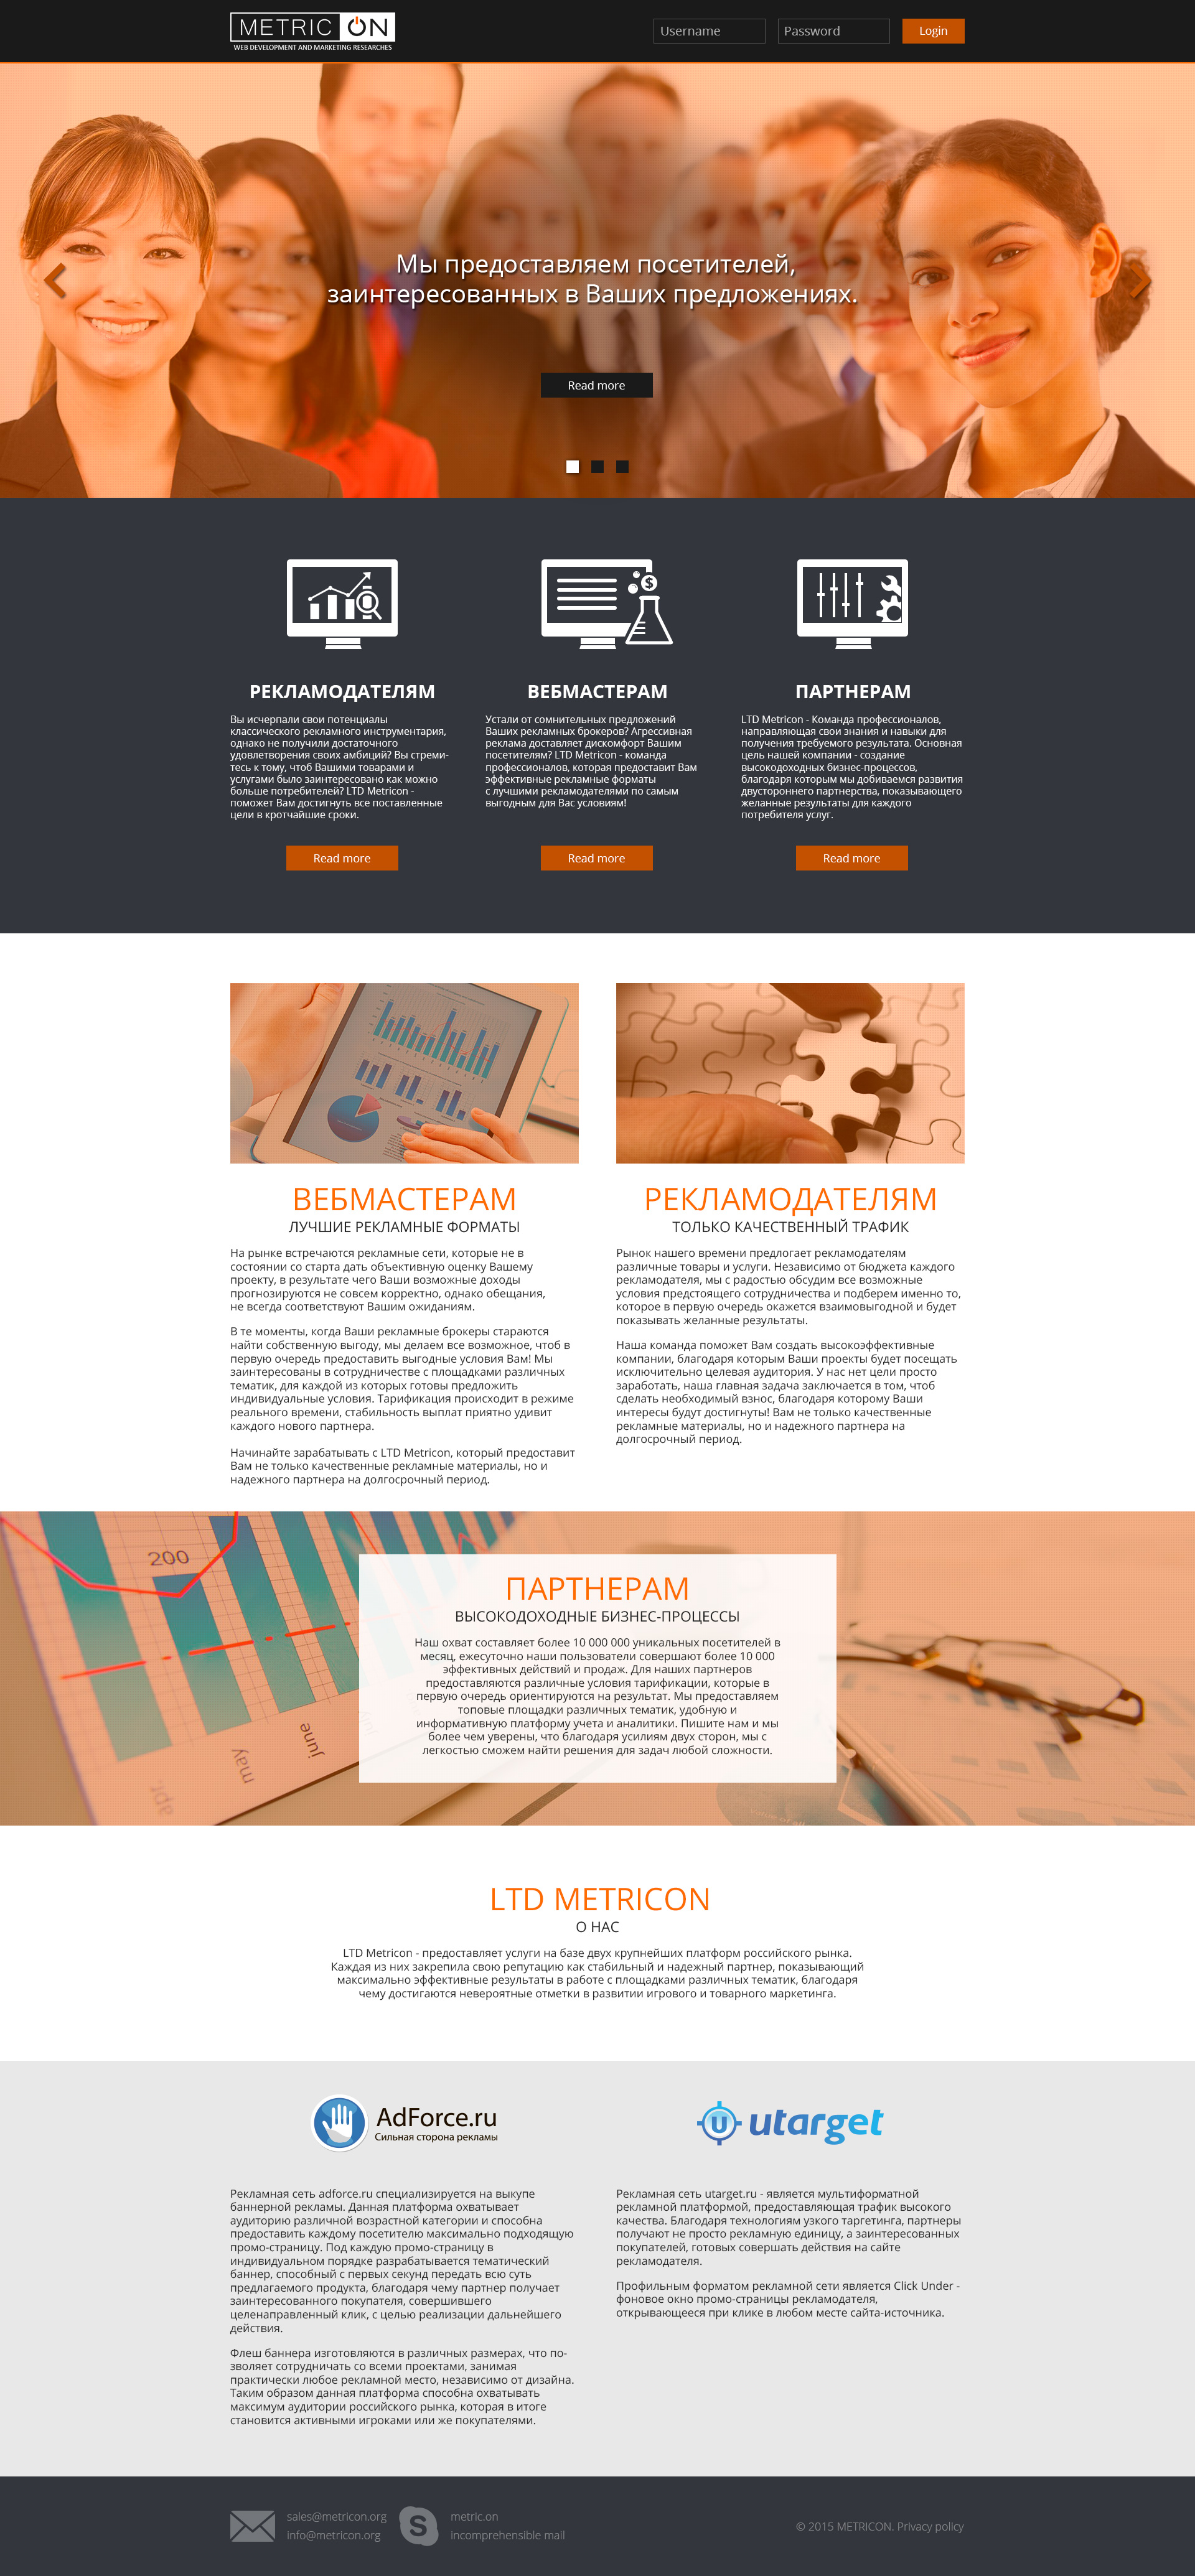 METRIC ON
WEB DEVELOPMENT AND MARKETING RESEARCHES
Username
Password
Login
Мы предоставляем посетителей,
заинтересованных в Ваших предложениях.
Read more
РЕКЛАМОДАТЕЛЯМ
Вы исчерпали свои потенциалы
классического рекламного инструментария,
однако не получили достаточного
удовлетворения своих амбиций? Вы стреми-
тесь к тому, чтоб Вашими товарами и
услугами было заинтересовано как можно
больше потребителей? LTD Metricon -
поможет Вам достигнуть все поставленные
цели в кротчайшие сроки.
Read more
ВЕБМАСТЕРАМ
Устали от сомнительных предложений
Ваших рекламных брокеров? Агрессивная
реклама доставляет дискомфорт Вашим
посетителям? LTD Metricon - команда
профессионалов, которая предоставит Вам
эффективные рекламные форматы
с лучшими рекламодателями по самым
выгодным для Вас условиям!
Read more
ПАРТНЕРАМ
LTD Metricon - Команда профессионалов,
направляющая свои знания и навыки для
получения требуемого результата. Основная
цель нашей компании - создание
высокодоходных бизнес-процессов,
благодаря которым мы добиваемся развития
двустороннего партнерства, показывающего
желанные результаты для каждого
потребителя услуг.
Read more
ВЕБМАСТЕРАМ
ЛУЧШИЕ РЕКЛАМНЫЕ ФОРМАТЫ
На рынке встречаются рекламные сети, которые не в
состоянии со старта дать объективную оценку Вашему
проекту, в результате чего Ваши возможные доходы
прогнозируются не совсем корректно, однако обещания,
не всегда соответствуют Вашим ожиданиям.
В те моменты, когда Ваши рекламные брокеры стараются
найти собственную выгоду, мы делаем все возможное, чтоб в
первую очередь предоставить выгодные условия Вам! Мы
заинтересованы в сотрудничестве с площадками различных
тематик, для каждой из которых готовы предложить
индивидуальные условия. Тарификация происходит в режиме
реального времени, стабильность выплат приятно удивит
каждого нового партнера.
Начинайте зарабатывать с LTD Metricon, который предоставит
Вам не только качественные рекламные материалы, но и
надежного партнера на долгосрочный период.
РЕКЛАМОДАТЕЛЯМ
ТОЛЬКО КАЧЕСТВЕННЫЙ ТРАФИК
Рынок нашего времени предлогает рекламодателям
различные товары и услуги. Независимо от бюджета каждого
рекламодателя, мы с радостью обсудим все возможные
условия предстоящего сотрудничества и подберем именно то,
которое в первую очередь окажется взаимовыгодной и будет
показывать желанные результаты.
Наша команда поможет Вам создать высокоэффективные
компании, благодаря которым Ваши проекты будет посещать
исключительно целевая аудитория. У нас нет цели просто
заработать, наша главная задача заключается в том, чтоб
сделать необходимый взнос, благодаря которому Ваши
интересы будут достигнуты! Вам не только качественные
рекламные материалы, но и надежного партнера на
долгосрочный период.
200
june
may
apr.
ПАРТНЕРАМ
ВЫСОКОДОХОДНЫЕ БИЗНЕС-ПРОЦЕССЫ
Наш охват составляет более 10 000 000 уникальных посетителей в
месяц, ежесуточно наши пользователи совершают более 10 000
эффективных действий и продаж. Для наших партнеров
предоставляются различные условия тарификации, которые в
первую очередь ориентируются на результат. Мы предоставляем
топовые площадки различных тематик, удобную и
информативную платформу учета и аналитики. Пишите нам и мы
более чем уверены, что благодаря усилиям двух сторон, мы с
легкостью сможем найти решения для задач любой сложности.
LTD METRICON
О НАС
LTD Metricon - предоставляет услуги на базе двух крупнейших платформ российского рынка.
Каждая из них закрепила свою репутацию как стабильный и надежный партнер, показывающий
максимально эффективные результаты в работе с площадками различных тематик, благодаря
чему достигаются невероятные отметки в развитии игрового и товарного маркетинга.
AdForce.ru
Сильная сторона рекламы
Рекламная сеть adforce.ru специализируется на выкупе
баннерной рекламы. Данная платформа охватывает
аудиторию различной возрастной категории и способна
предоставить каждому посетителю максимально подходящую
промо-страницу. Под каждую промо-страницу в
индивидуальном порядке разрабатывается тематический
баннер, способный с первых секунд передать всю суть
предлагаемого продукта, благодаря чему партнер получает
заинтересованного покупателя, совершившего
целенаправленный клик, с целью реализации дальнейшего
действия.
Флеш баннера изготовляются в различных размерах, что по-
зволяет сотрудничать со всеми проектами, занимая
практически любое рекламной место, независимо от дизайна.
Таким образом данная платформа способна охватывать
максимум аудитории российского рынка, которая в итоге
становится активными игроками или же покупателями.
utarget
Рекламная сеть utarget.ru - является мультиформатной
рекламной платформой, предоставляющая трафик высокого
качества. Благодаря технологиям узкого таргетинга, партнеры
получают не просто рекламную единицу, а заинтересованных
покупателей, готовых совершать действия на сайте
рекламодателя.
Профильным форматом рекламной сети является Click Under -
фоновое окно промо-страницы рекламодателя,
открывающееся при клике в любом месте сайта-источника.
sales@metricon.org
info@metricon.org
metric.on
incomprehensible mail
© 2015 METRICON. Privacy policy